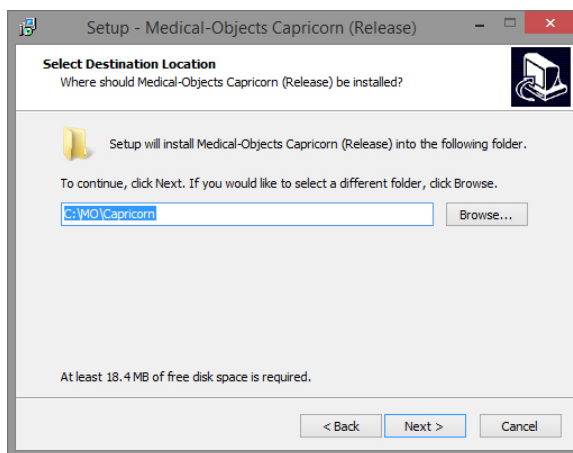 Setup - Medical-Objects Capricorn (Release)
Select Destination Location
Where should Medical-Objects Capricorn (Release) be installed?
Setup will install Medical-Objects Capricorn (Release) into the following folder.
To continue, click Next. If you would like to select a different folder, click Browse.
C:\MO\Capricorn
Browse...
At least 18.4 MB of free disk space is required.
< Back
Next >
Cancel